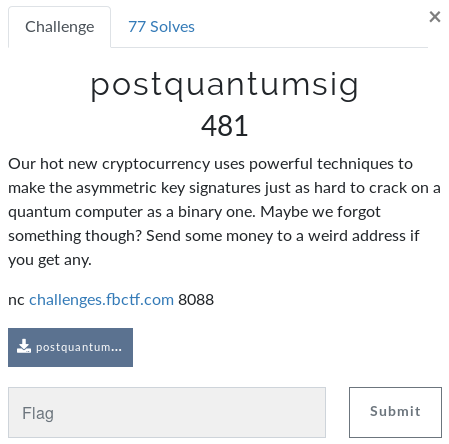 Challenge
77 Solves
×
postquantumsig
481
Our hot new cryptocurrency uses powerful techniques to
make the asymmetric key signatures just as hard to crack on a
quantum computer as a binary one. Maybe we forgot
something though? Send some money to a weird address if
you get any.
nc challenges.fbctf.com 8088
postquantum...
Flag
Submit